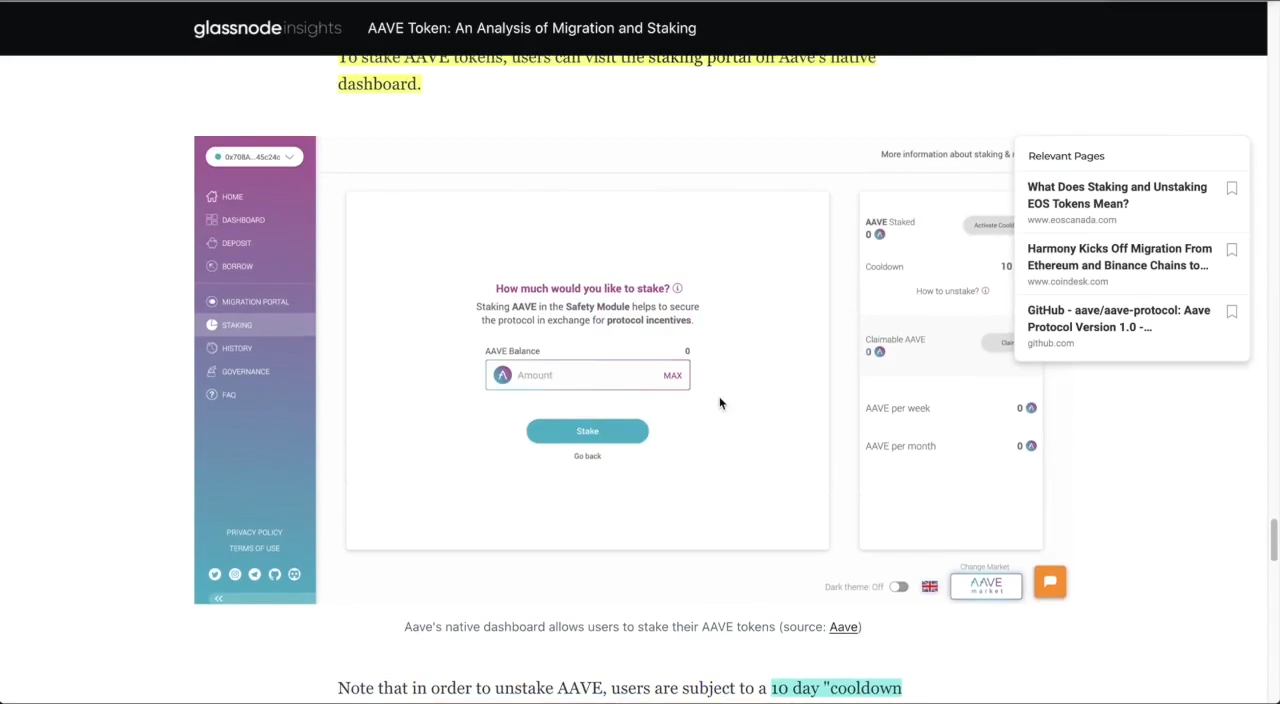 glassnode insights AAVE Token: An Analysis of Migration and Staking
To stake AAVE tokens, users can visit the staking portal on Aave's native
dashboard.
0x708A...45c24c
HOME
DASHBOARD
DEPOSIT
BORROW
MIGRATION PORTAL
STAKING
HISTORY
GOVERNANCE
FAQ
PRIVACY POLICY
TERMS OF USE
How much would you like to stake?
Staking AAVE in the Safety Module helps to secure
the protocol in exchange for protocol incentives.
AAVE Balance 0
Amount MAX
Stake
Go back
More information about staking &
AAVE Staked
0
Activate
Cooldown 10
How to unstake?
Claimable AAVE
0
AAVE per week 0
AAVE per month 0
Dark theme: Off
Change Market
AAVE
market
Relevant Pages
What Does Staking and Unstaking
EOS Tokens Mean?
www.eoscanada.com
Harmony Kicks Off Migration From
Ethereum and Binance Chains to...
www.coindesk.com
GitHub - aave/aave-protocol: Aave
Protocol Version 1.0 -...
github.com
Aave's native dashboard allows users to stake their AAVE tokens (source: Aave)
Note that in order to unstake AAVE, users are subject to a 10 day "cooldown